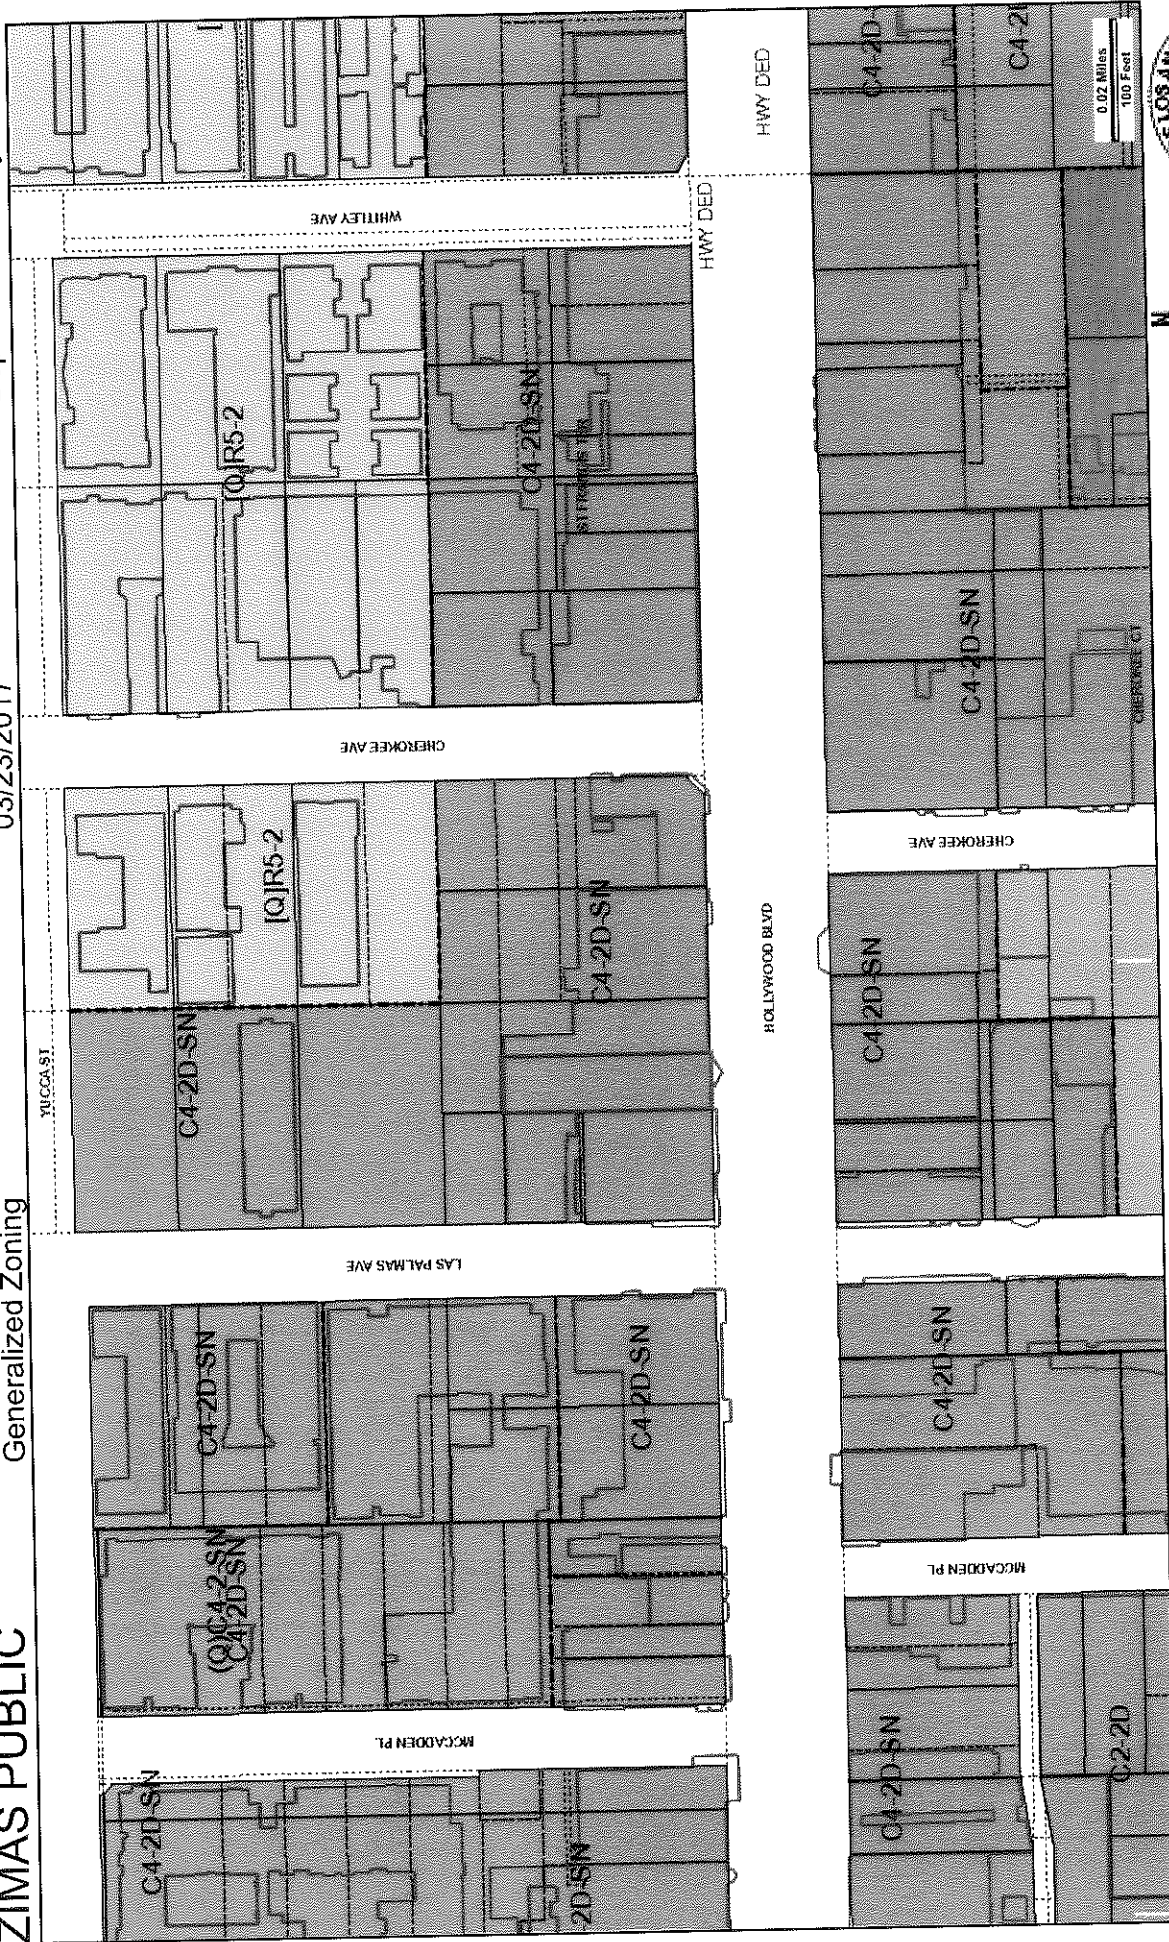 ZIMAS PUBLIC
Generalized Zoning
03/23/2017
YUCCA ST
WHITLEY AVE
CHEROKEE AVE
LAS PALMAS AVE
MCCADDEN PL
HOLLYWOOD BLVD
HWY DED
HWY DED
CHEROKEE AVE
MCCADDEN PL
CHEROKEE CT
C4-2D-SN
2D-SN
(Q)C4-2-SN
C4-2D-SN
C4-2D-SN
C4-2D-SN
C4-2D-SN
[Q]R5-2
C4-2D-SN
[Q]R5-2
C4-2D-SN
C4-2D-SN
C2-2D
C4-2D-SN
C4-2D-SN
C4-2D-SN
C4-2D
C4-2
0.02 Miles
100 Feet
N
LOS AN